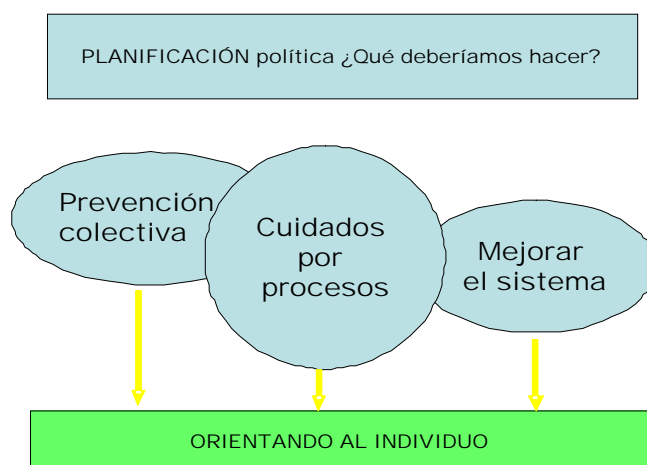 PLANIFICACIÓN política ¿Qué deberíamos hacer?
Prevención
colectiva
Cuidados
por
procesos
Mejorar
el sistema
ORIENTANDO AL INDIVIDUO